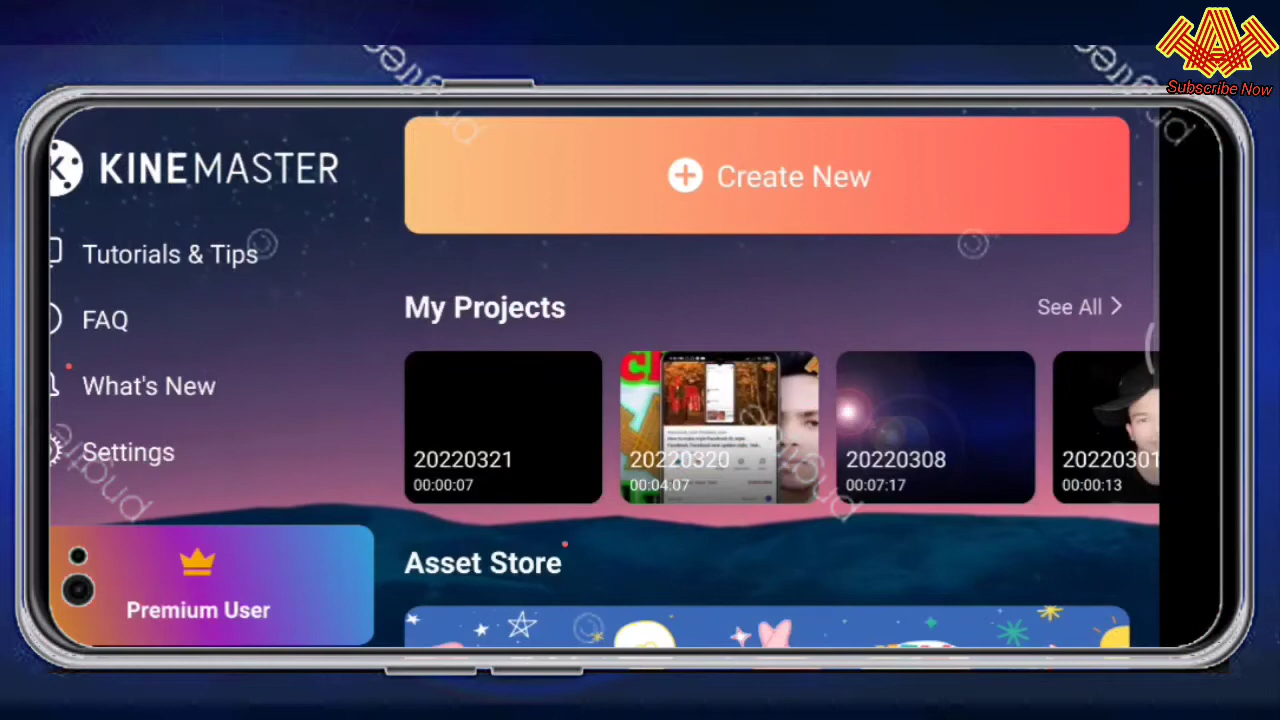 Subscribe Now
KINEMASTER
Create New
Tutorials & Tips
FAQ
What's New
Settings
Premium User
My Projects
See All
20220321
00:00:07
20220320
00:04:07
20220308
00:07:17
20220301
00:00:13
Asset Store